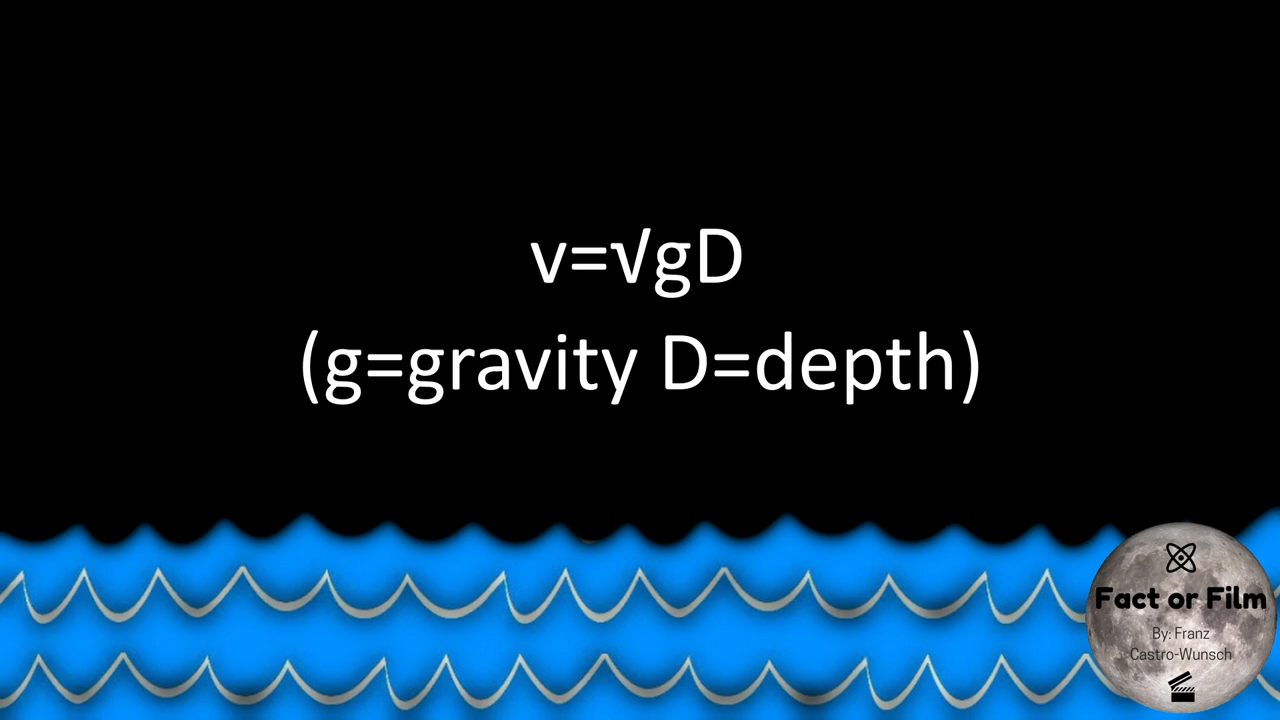 v=√gD
(g=gravity D=depth)
Fact or Film
By: Franz
Castro-Wunsch